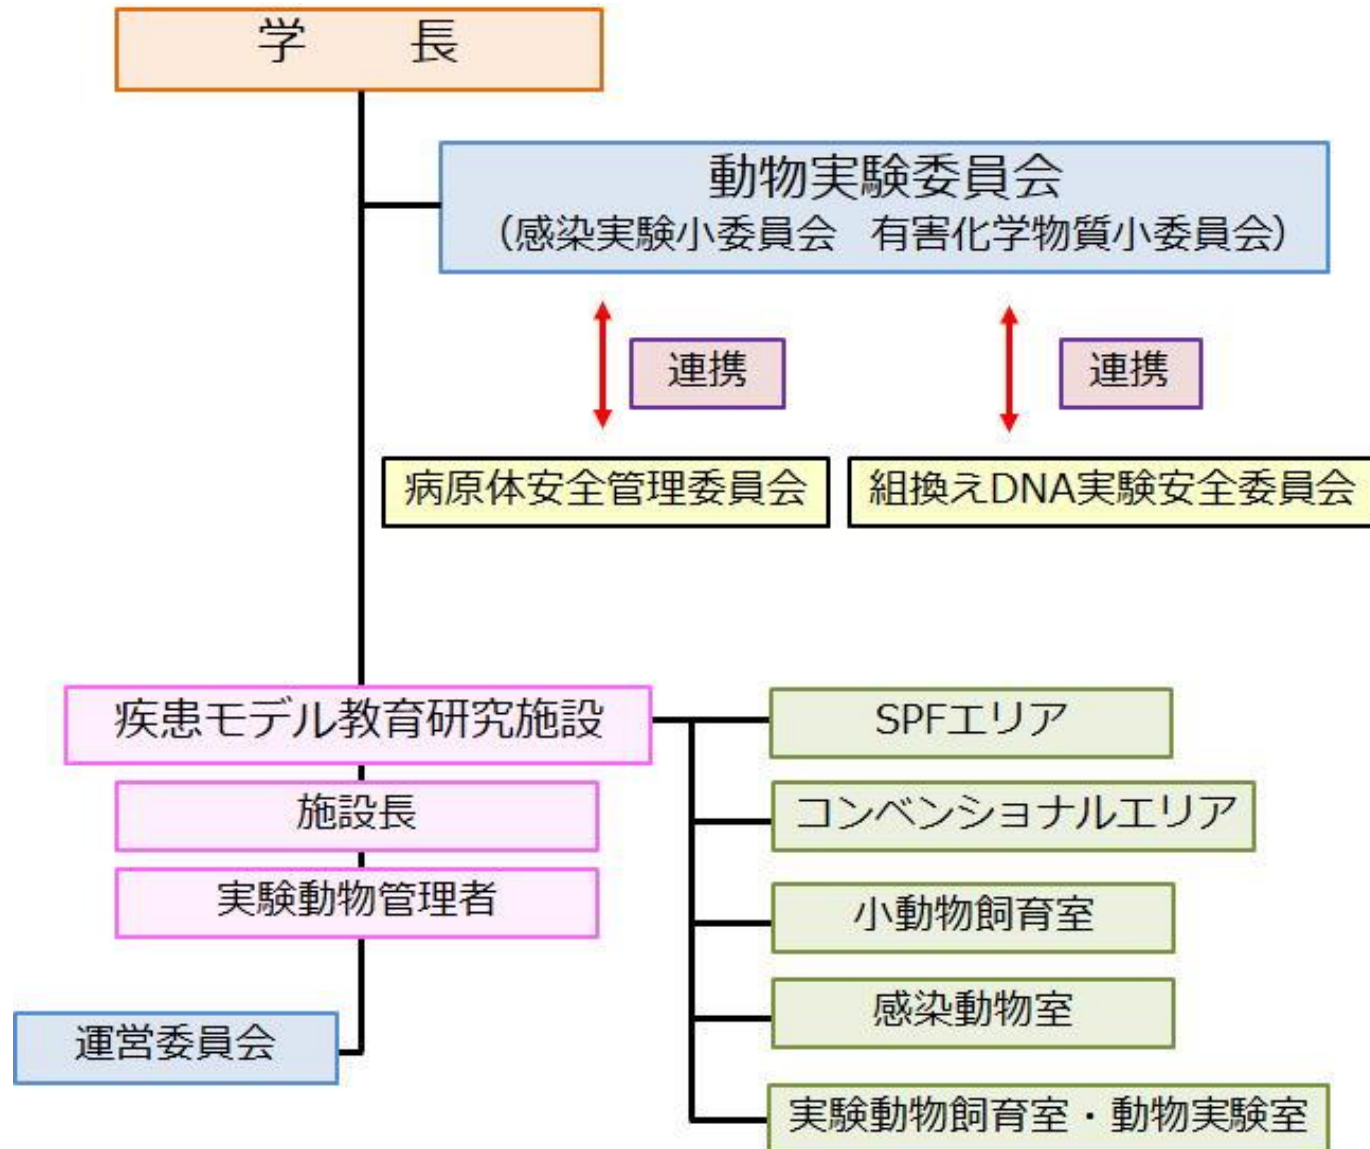 学　長
動物実験委員会
（感染実験小委員会　有害化学物質小委員会）
連携
連携
病原体安全管理委員会
組換えDNA実験安全委員会
疾患モデル教育研究施設
施設長
実験動物管理者
運営委員会
SPFエリア
コンベンショナルエリア
小動物飼育室
感染動物室
実験動物飼育室・動物実験室